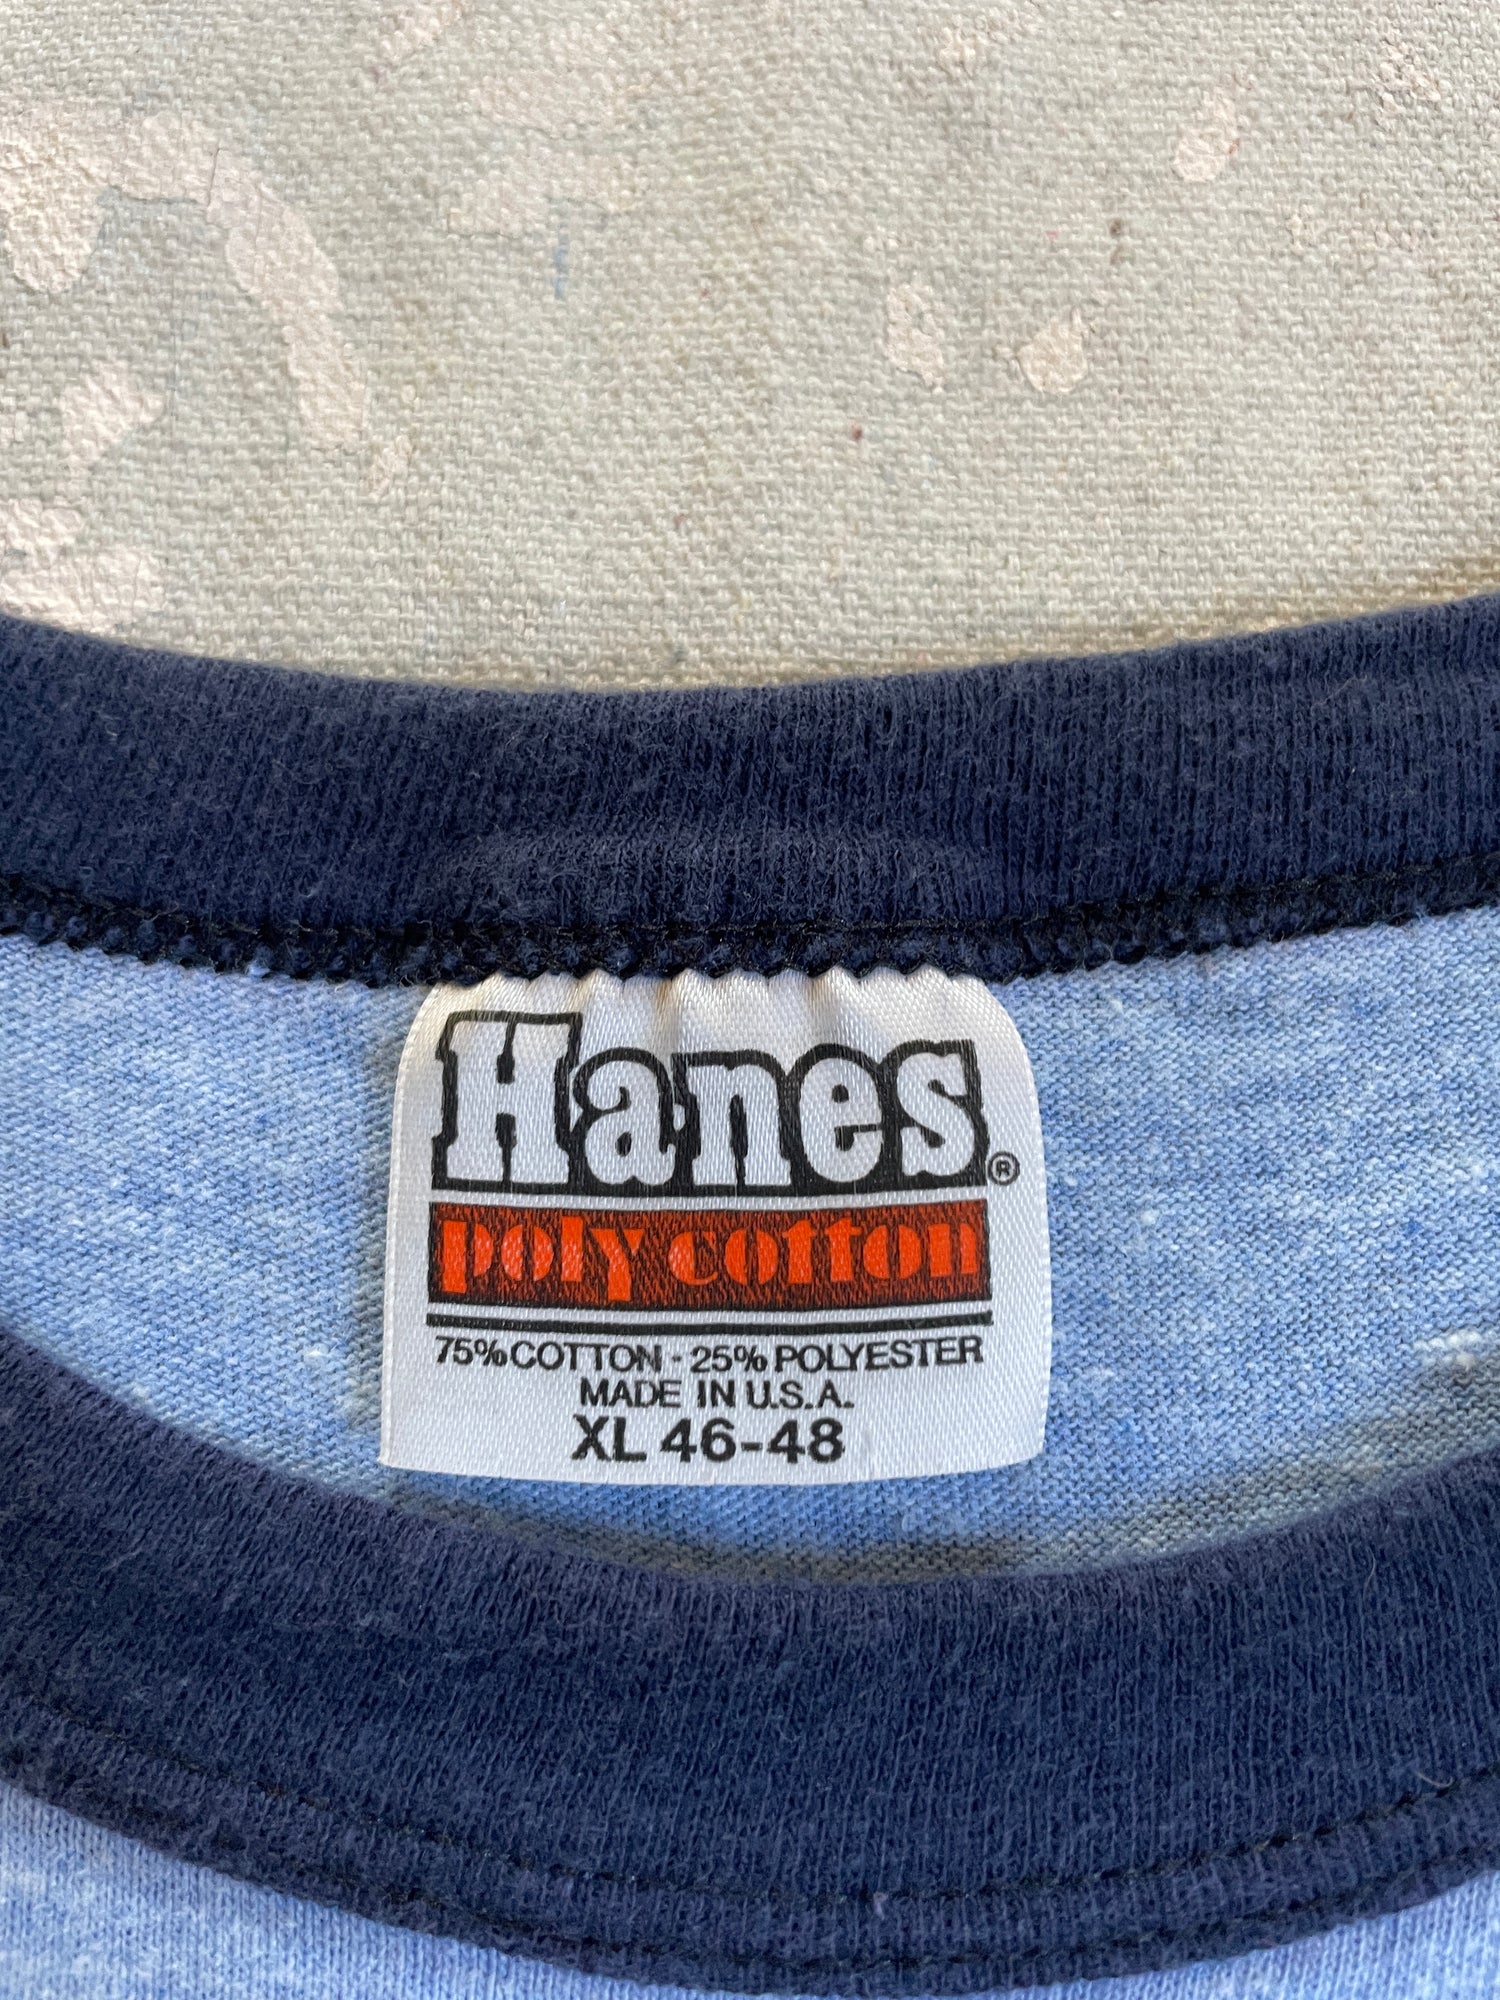 Hanes®
poly cotton
75% COTTON - 25% POLYESTER
MADE IN U.S.A.
XL 46-48